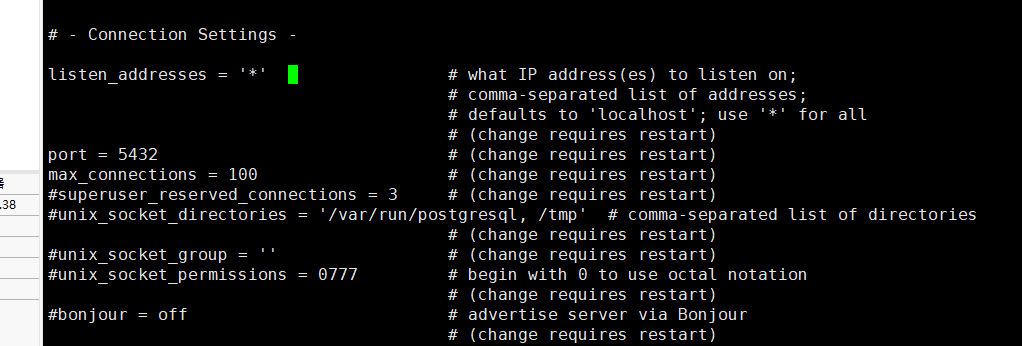 # - Connection Settings -
listen_addresses = '*' # what IP address(es) to listen on;
# comma-separated list of addresses;
# defaults to 'localhost'; use '*' for all
# (change requires restart)
port = 5432 # (change requires restart)
max_connections = 100 # (change requires restart)
#superuser_reserved_connections = 3 # (change requires restart)
.38
#unix_socket_directories = '/var/run/postgresql, /tmp' # comma-separated list of directories
# (change requires restart)
#unix_socket_group = '' # (change requires restart)
#unix_socket_permissions = 0777 # begin with 0 to use octal notation
# (change requires restart)
#bonjour = off # advertise server via Bonjour
# (change requires restart)